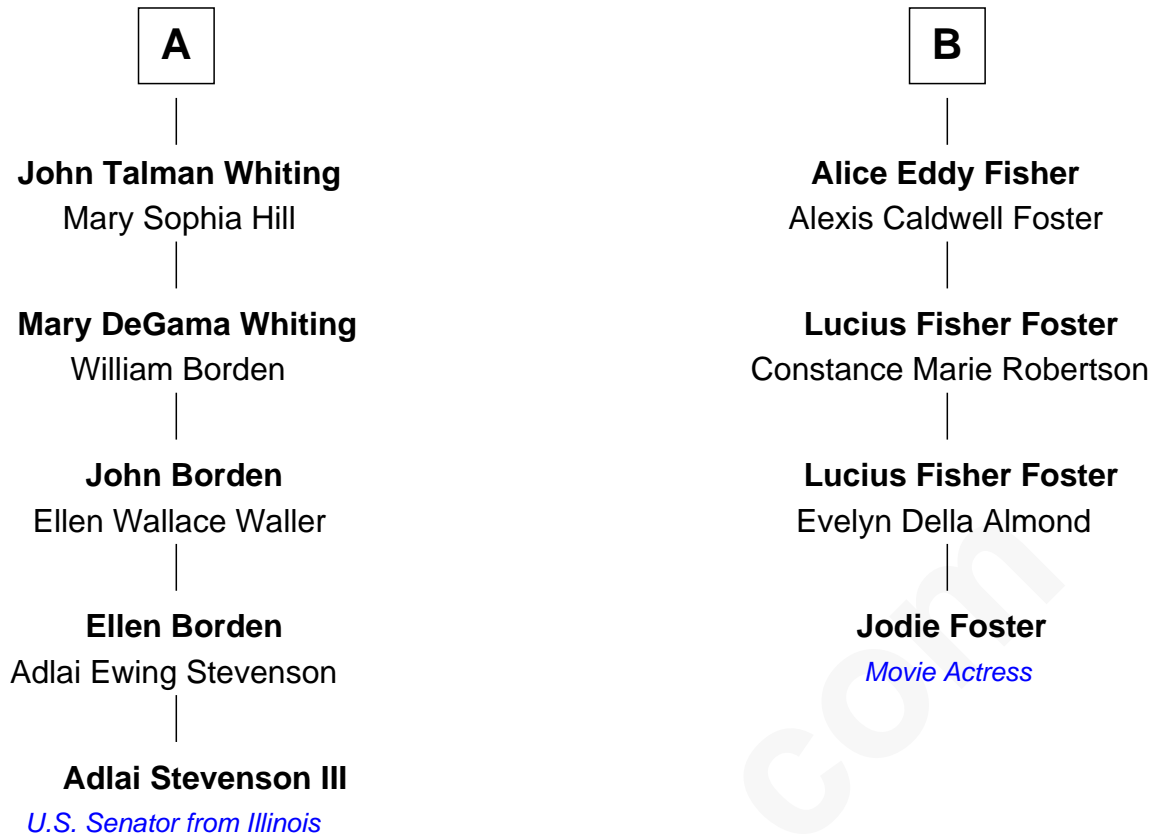 A
John Talman Whiting
Mary Sophia Hill
Mary DeGama Whiting
William Borden
John Borden
Ellen Wallace Waller
Ellen Borden
Adlai Ewing Stevenson
Adlai Stevenson III
U.S. Senator from Illinois
B
Alice Eddy Fisher
Alexis Caldwell Foster
Lucius Fisher Foster
Constance Marie Robertson
Lucius Fisher Foster
Evelyn Della Almond
Jodie Foster
Movie Actress
com